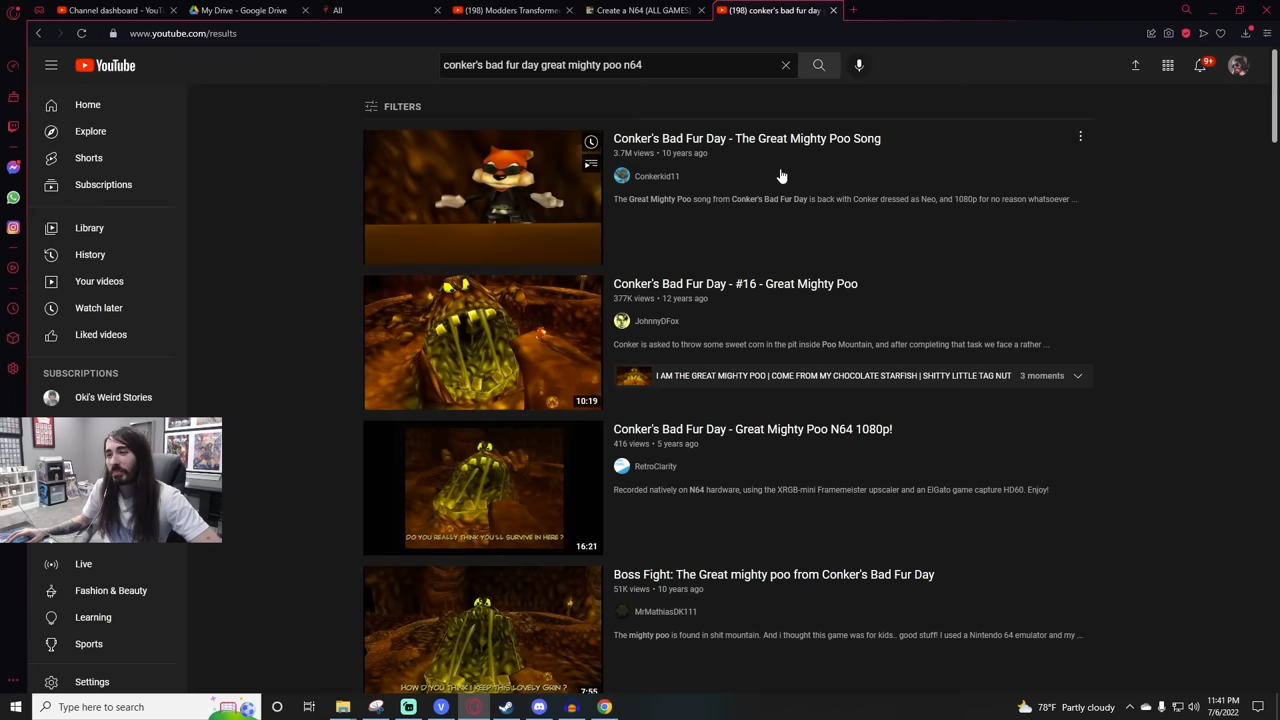 Channel dashboard - YouT
My Drive - Google Drive
All
(198) Modders Transforme
Create a N64 (ALL GAMES)
(198) conker's bad fur day
www.youtube.com/results
YouTube
conker's bad fur day great mighty poo n64
9+
Home
Explore
Shorts
Subscriptions
Library
History
Your videos
Watch later
Liked videos
SUBSCRIPTIONS
Oki's Weird Stories
Live
Fashion & Beauty
Learning
Sports
Settings
FILTERS
Conker's Bad Fur Day - The Great Mighty Poo Song
3.7M views • 10 years ago
Conkerkid11
The Great Mighty Poo song from Conker's Bad Fur Day is back with Conker dressed as Neo, and 1080p for no reason whatsoever ...
10:19
Conker's Bad Fur Day - #16 - Great Mighty Poo
377K views • 12 years ago
JohnnyDFox
Conker is asked to throw some sweet corn in the pit inside Poo Mountain, and after completing that task we face a rather ...
I AM THE GREAT MIGHTY POO | COME FROM MY CHOCOLATE STARFISH | SHITTY LITTLE TAG NUT 3 moments
DO YOU REALLY THINK YOU'LL SURVIVE IN HERE ?
16:21
Conker's Bad Fur Day - Great Mighty Poo N64 1080p!
416 views • 5 years ago
RetroClarity
Recorded natively on N64 hardware, using the XRGB-mini Framemeister upscaler and an ElGato game capture HD60. Enjoy!
HOW D'YOU THINK I KEEP THIS LOVELY GRIN ?
7:55
Boss Fight: The Great mighty poo from Conker's Bad Fur Day
51K views • 10 years ago
MrMathiasDK111
The mighty poo is found in shit mountain. And i thought this game was for kids.. good stuff! I used a Nintendo 64 emulator and my ...
Type here to search
78°F Partly cloudy
11:41 PM
7/6/2022